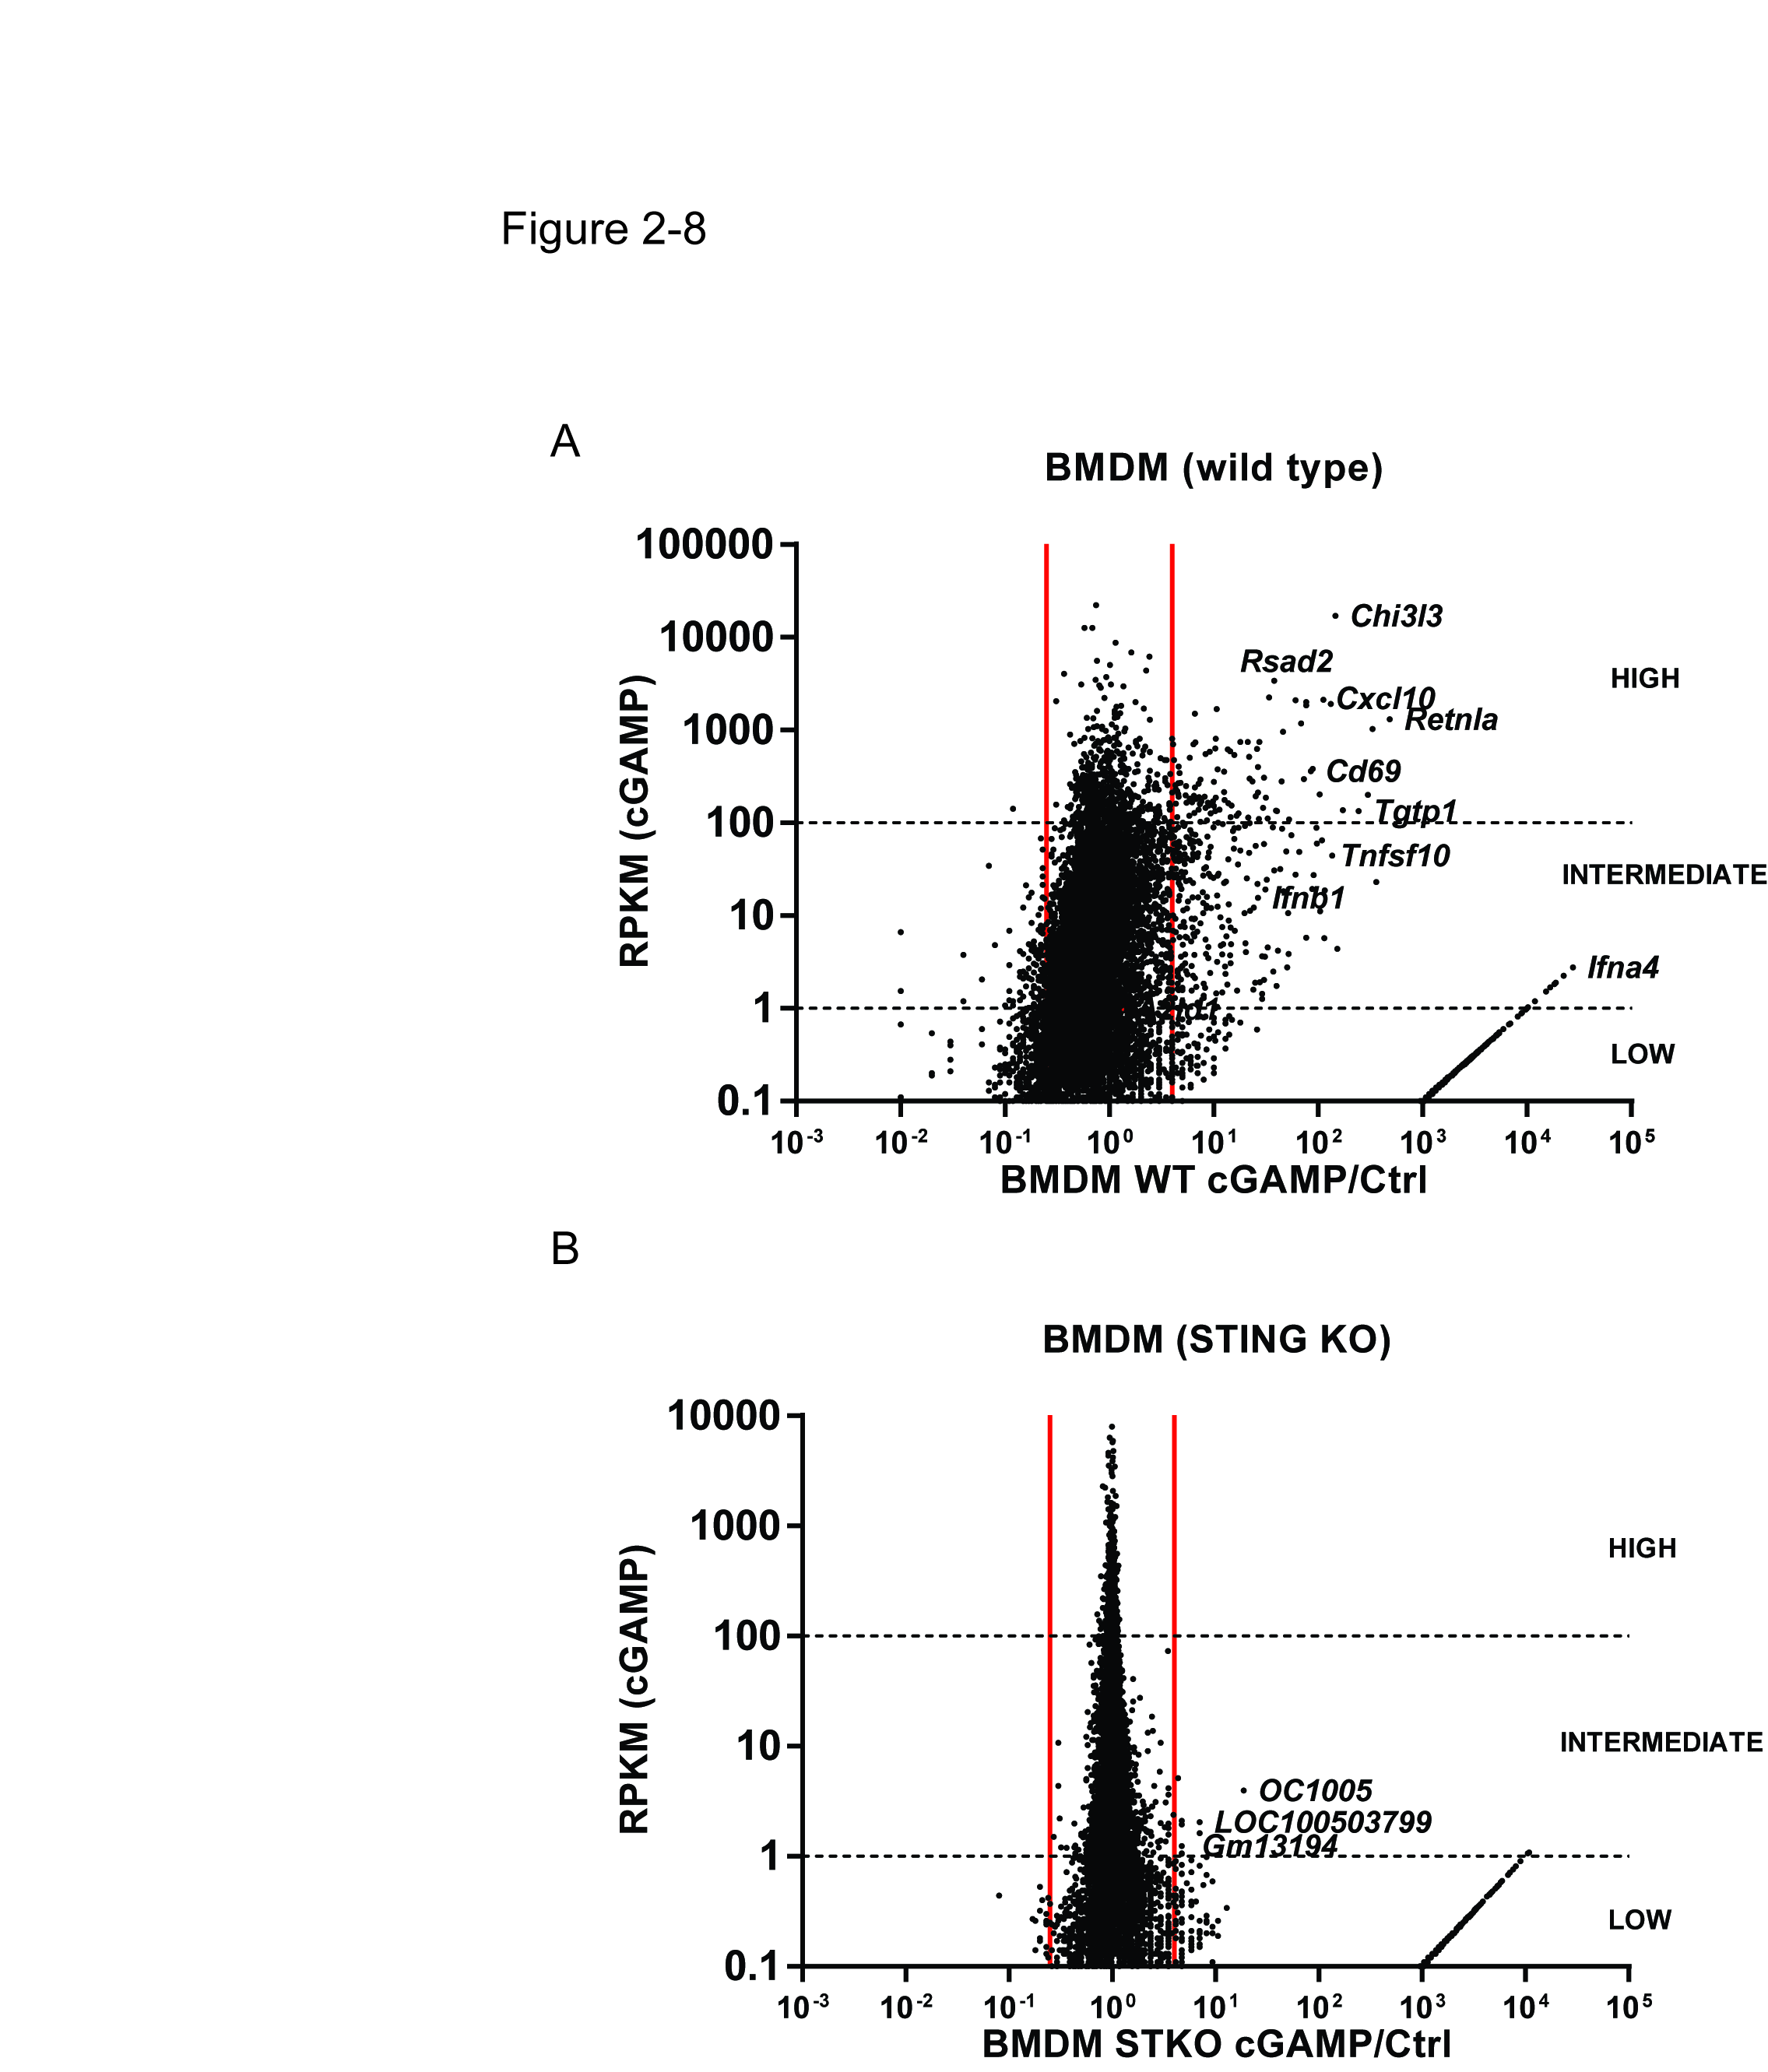 Figure 2-8
A
BMDM (wild type)
100000
10000
1000
100
10
1
0.1
RPKM (cGAMP)
Chi3l3
Rsad2
Cxcl10
Retnla
Cd69
Tgtp1
Tnfsf10
Ifnb1
Ifna4
HIGH
INTERMEDIATE
LOW
10-3 10-2 10-1 100 101 102 103 104 105
BMDM WT cGAMP/Ctrl
B
BMDM (STING KO)
10000
1000
100
10
1
0.1
RPKM (cGAMP)
OC1005
LOC100503799
Gm13194
HIGH
INTERMEDIATE
LOW
10-3 10-2 10-1 100 101 102 103 104 105
BMDM STKO cGAMP/Ctrl